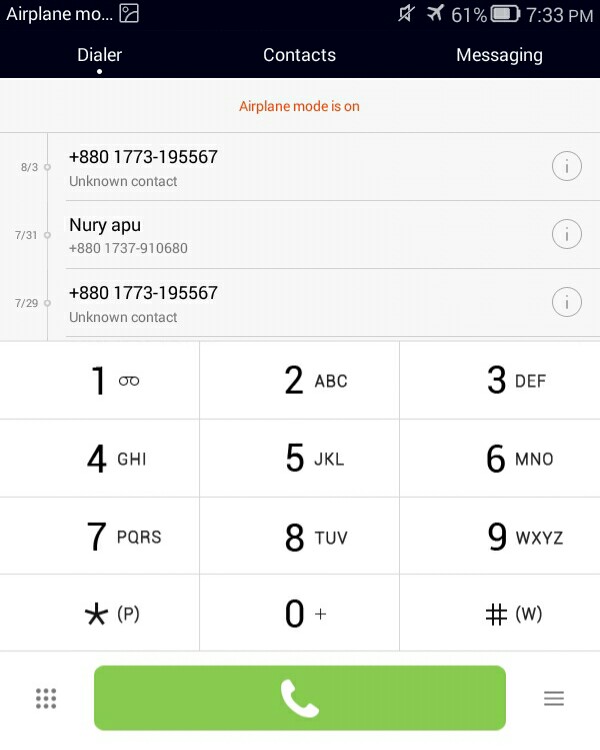 Airplane mo... 61% 7:33 PM
Dialer Contacts Messaging
Airplane mode is on
8/3 +880 1773-195567
Unknown contact
7/31 Nury apu
+880 1737-910680
7/29 +880 1773-195567
Unknown contact
1 2 ABC 3 DEF
4 GHI 5 JKL 6 MNO
7 PQRS 8 TUV 9 WXYZ
* (P) 0 + # (W)